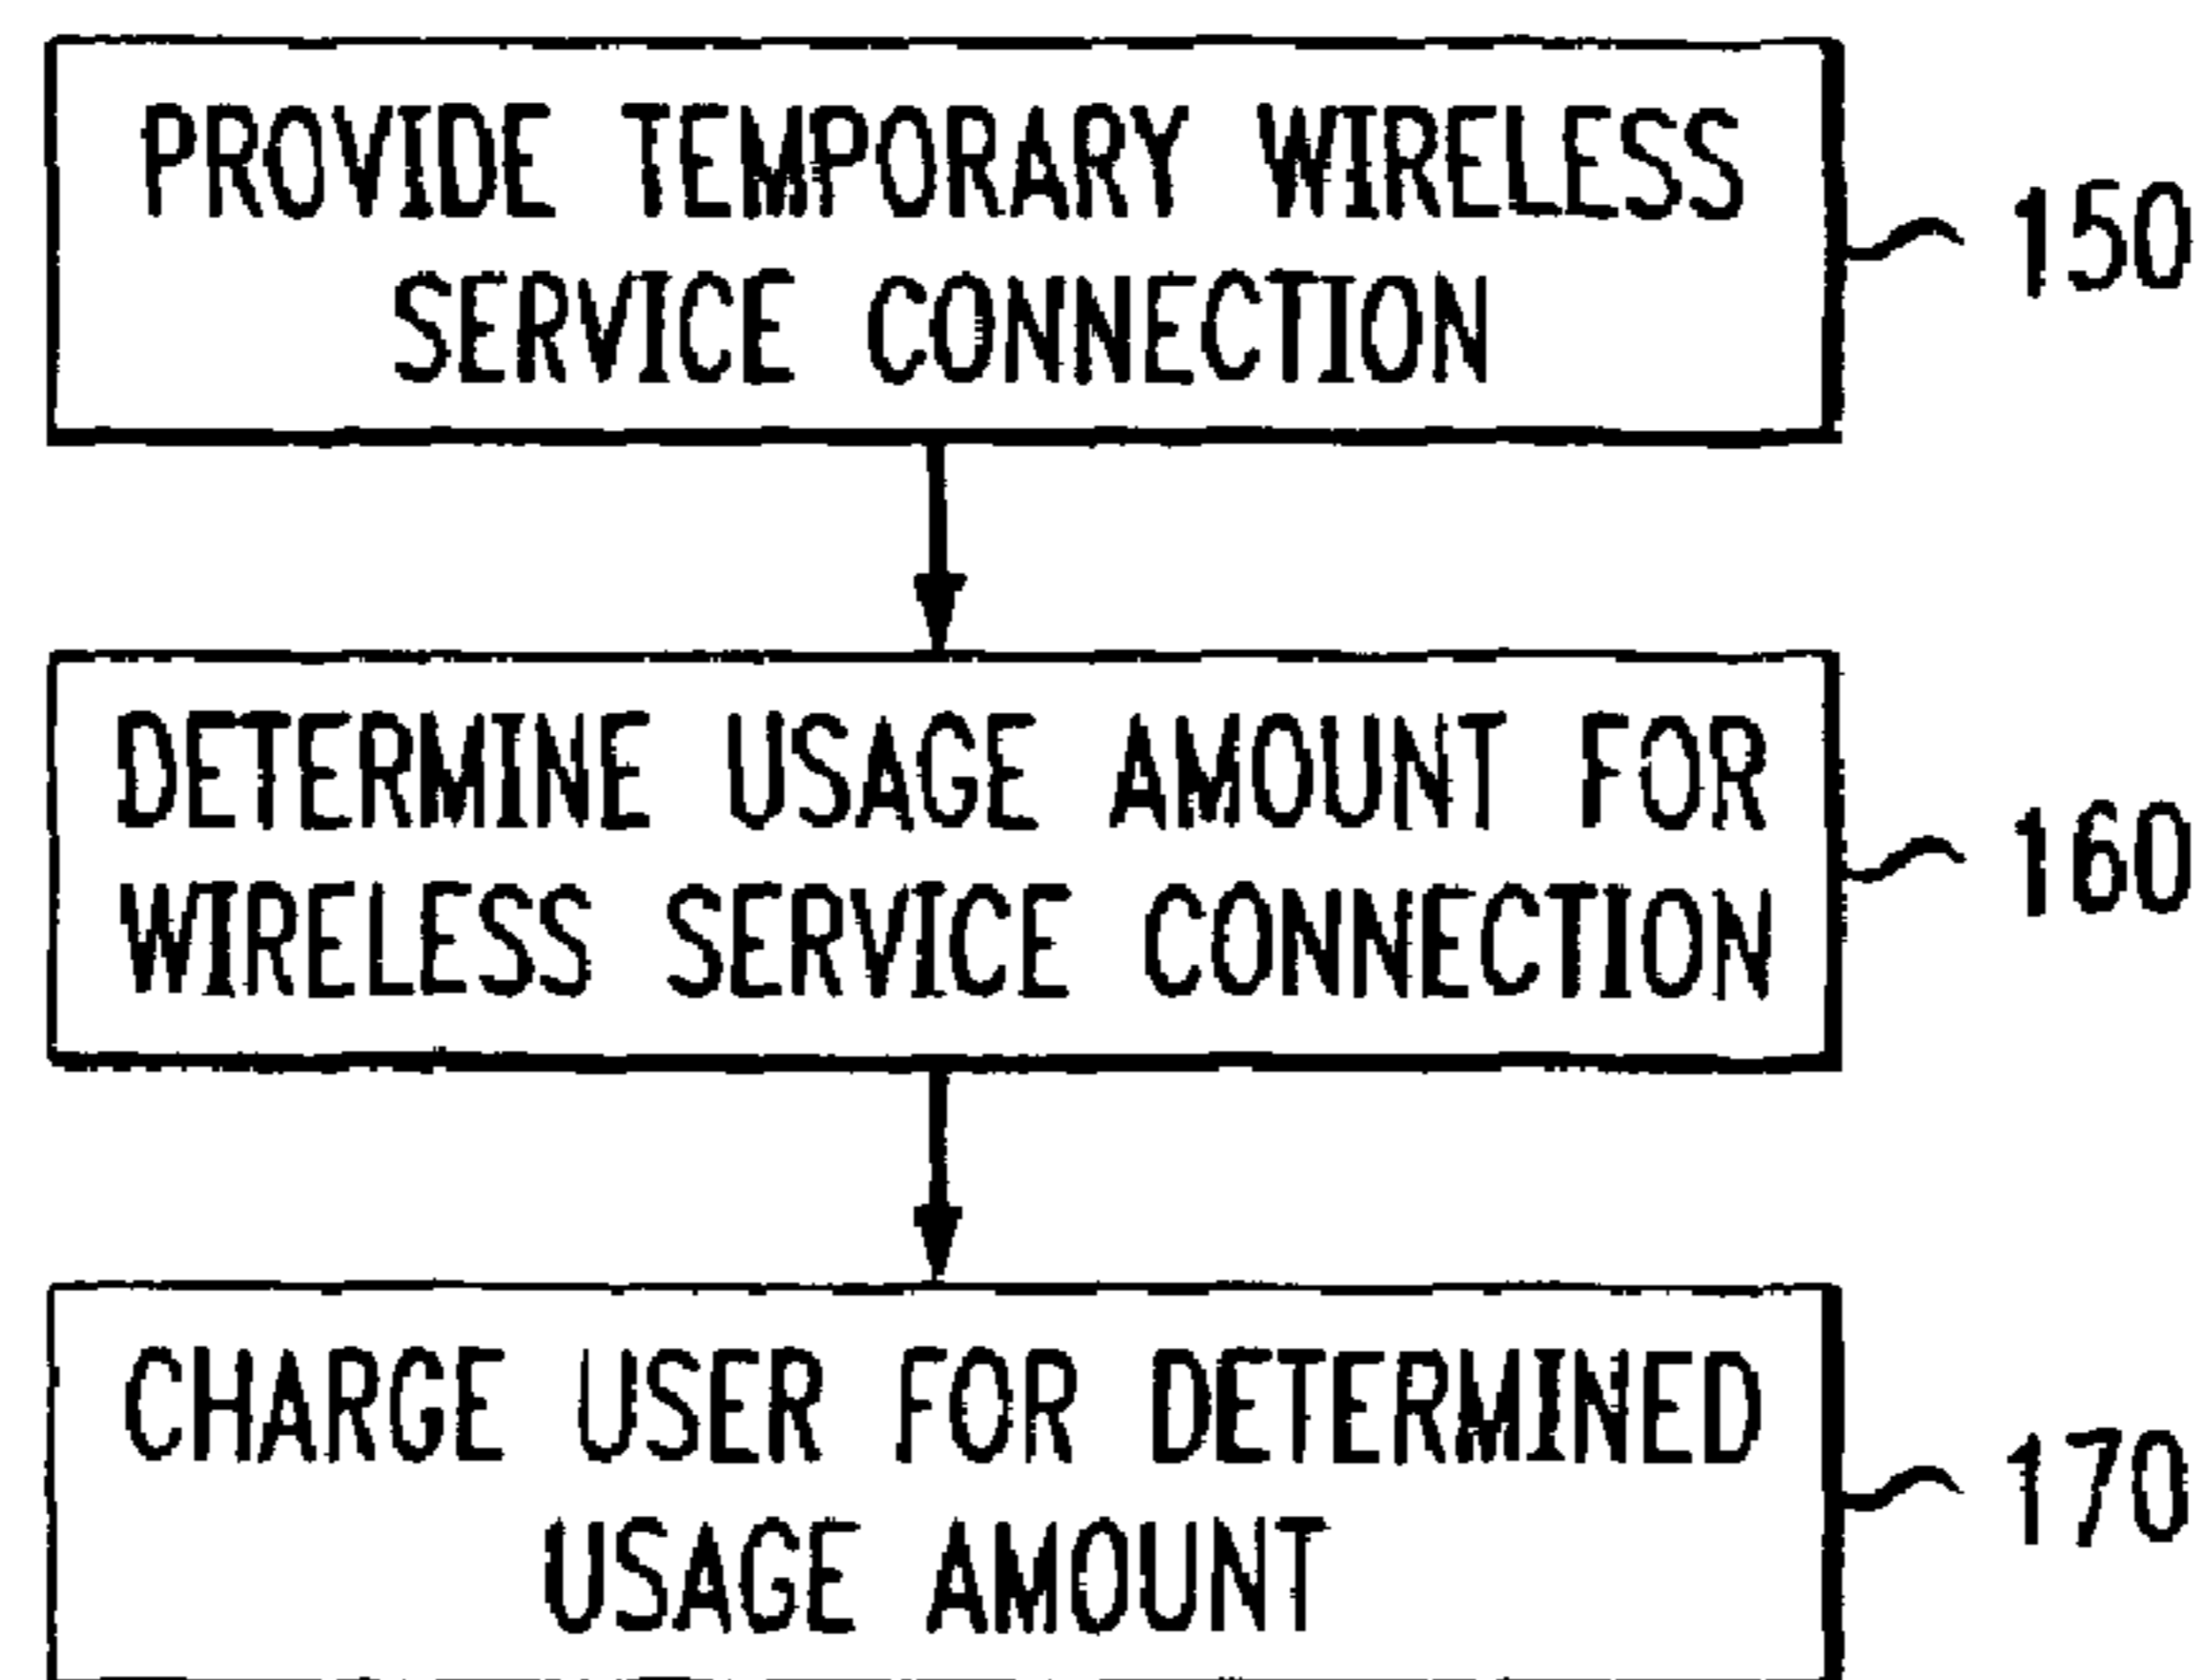 PROVIDE TEMPORARY WIRELESS
SERVICE CONNECTION
150
DETERMINE USAGE AMOUNT FOR
WIRELESS SERVICE CONNECTION
160
CHARGE USER FOR DETERMINED
USAGE AMOUNT
170